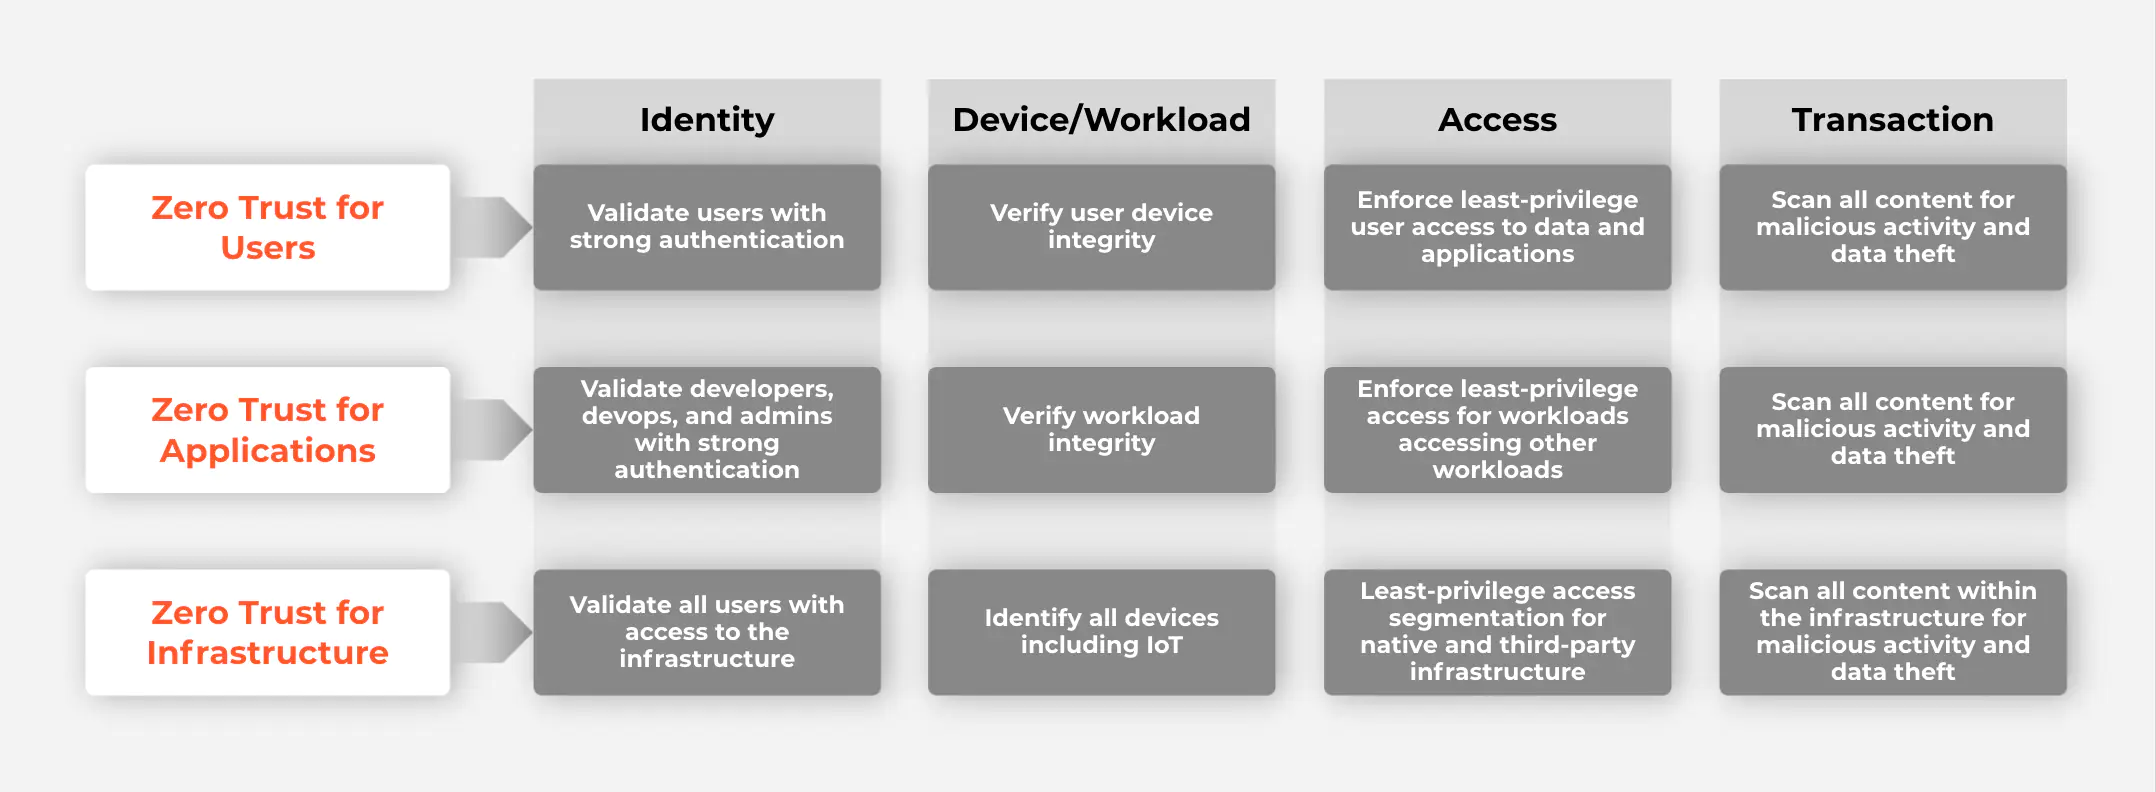 Identity
Device/Workload
Access
Transaction
Zero Trust for
Users
Validate users with
strong authentication
Verify user device
integrity
Enforce least-privilege
user access to data and
applications
Scan all content for
malicious activity and
data theft
Zero Trust for
Applications
Validate developers,
devops, and admins
with strong
authentication
Verify workload
integrity
Enforce least-privilege
access for workloads
accessing other
workloads
Scan all content for
malicious activity and
data theft
Zero Trust for
Infrastructure
Validate all users with
access to the
infrastructure
Identify all devices
including IoT
Least-privilege access
segmentation for
native and third-party
infrastructure
Scan all content within
the infrastructure for
malicious activity and
data theft